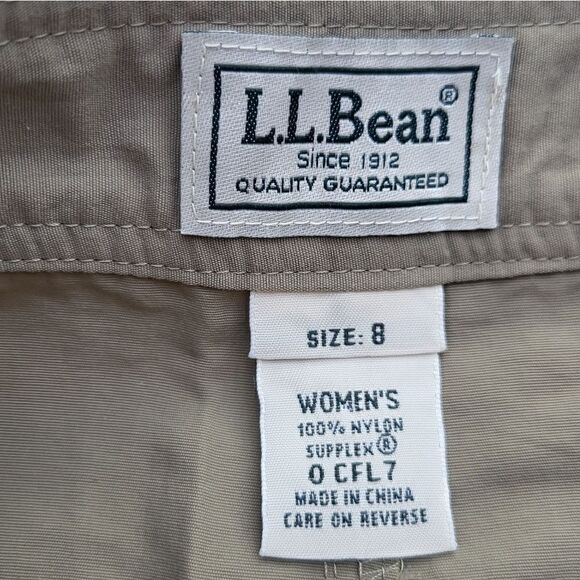 L.L.Bean®
Since 1912
QUALITY GUARANTEED
SIZE: 8
WOMEN'S
100% NYLON
SUPPLEX®
0 CFL7
MADE IN CHINA
CARE ON REVERSE